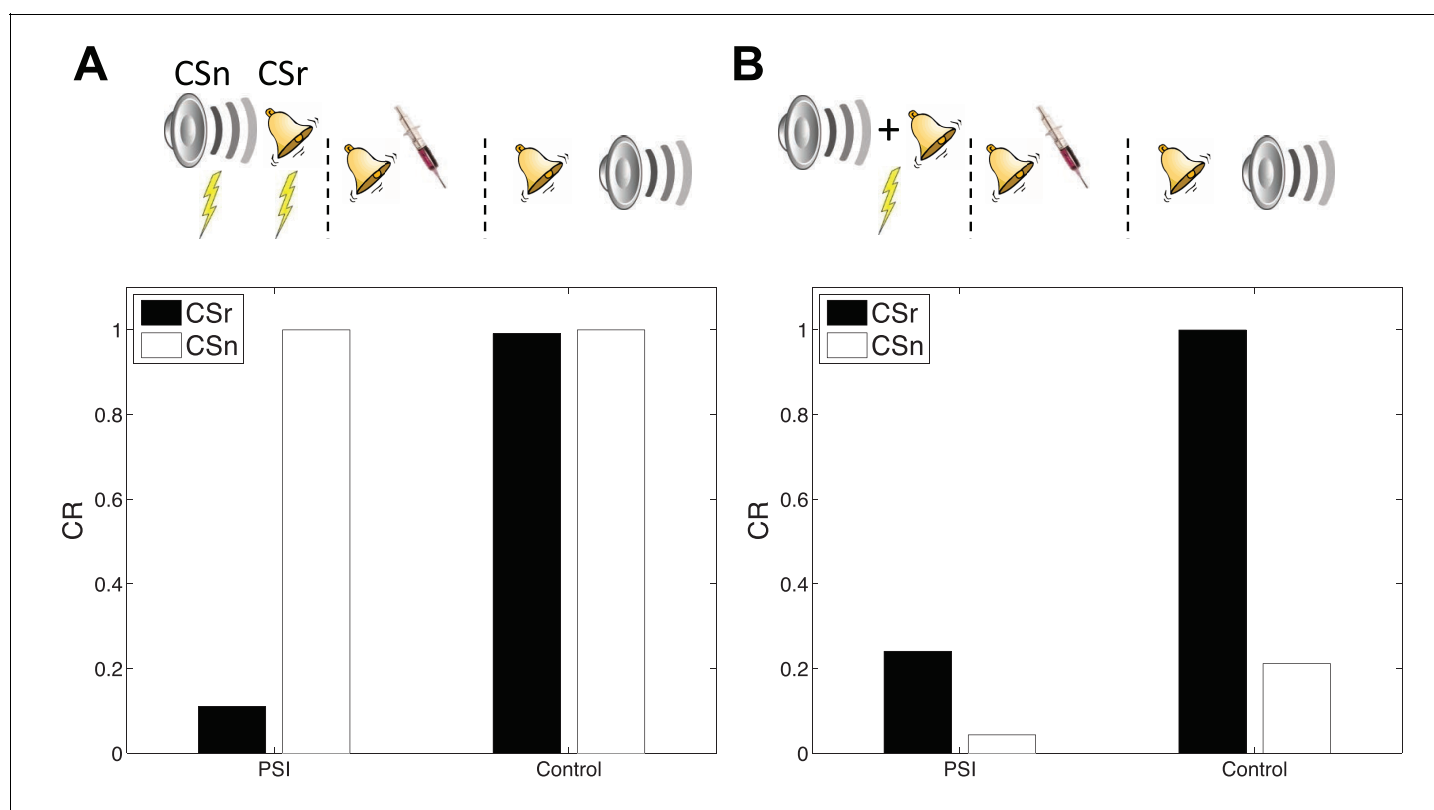 A
CSn CSr
CSr
CSn
1
0.8
0.6
0.4
0.2
0
CR
PSI Control
B
+
CSr
CSn
1
0.8
0.6
0.4
0.2
0
CR
PSI Control